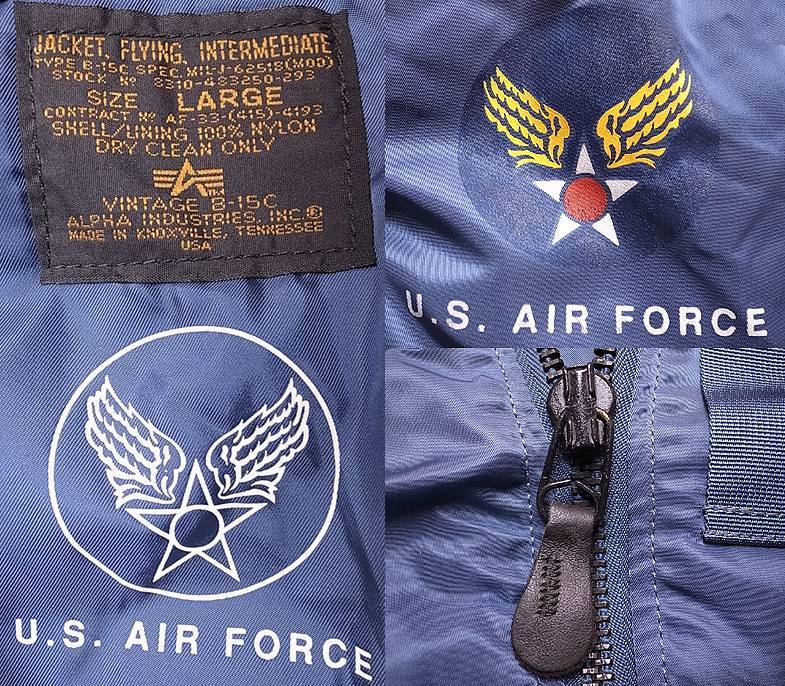 JACKET, FLYING, INTERMEDIATE
TYPE B-15C SPEC. MIL-J-6251B(MOD)
STOCK Nº 8310-483250-293
SIZE LARGE
CONTRACT Nº AF-33-(415)-4193
SHELL/LINING 100% NYLON
DRY CLEAN ONLY
VINTAGE B-15C
ALPHA INDUSTRIES, INC.®
MADE IN KNOXVILLE, TENNESSEE
USA
U.S. AIR FORCE
U.S. AIR FORCE